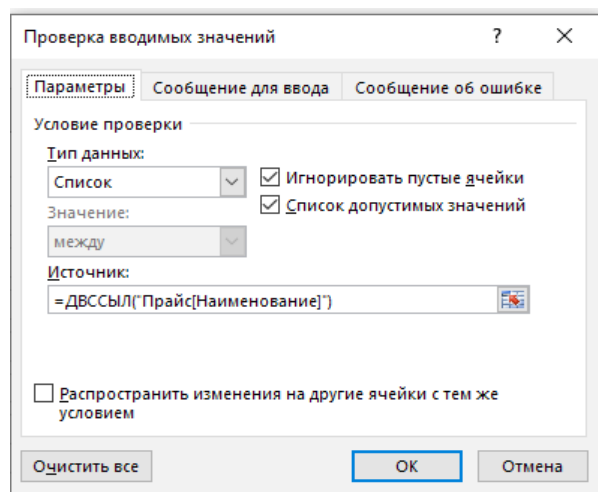 Проверка вводимых значений ? ×
Параметры Сообщение для ввода Сообщение об ошибке
Условие проверки
Тип данных:
Список Игнорировать пустые ячейки
Значение: Список допустимых значений
между
Источник:
=ДВССЫЛ("Прайс[Наименование]")
Распространить изменения на другие ячейки с тем же
условием
Очистить все ОК Отмена